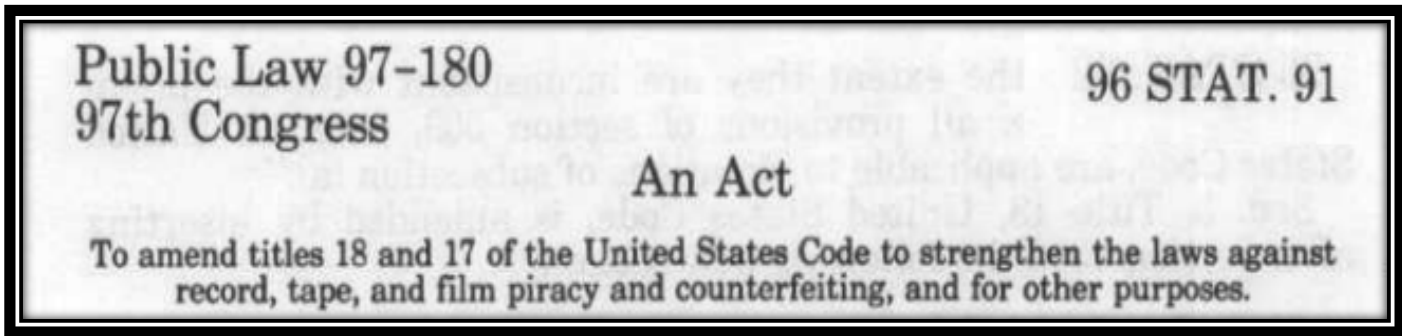 Public Law 97–180
97th Congress
96 STAT. 91
An Act
To amend titles 18 and 17 of the United States Code to strengthen the laws against
record, tape, and film piracy and counterfeiting, and for other purposes.